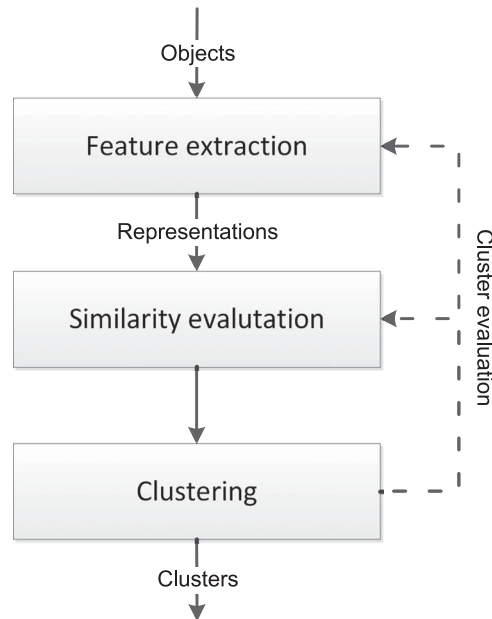 Objects
Feature extraction
Representations
Similarity evalutation
Cluster evaluation
Clustering
Clusters